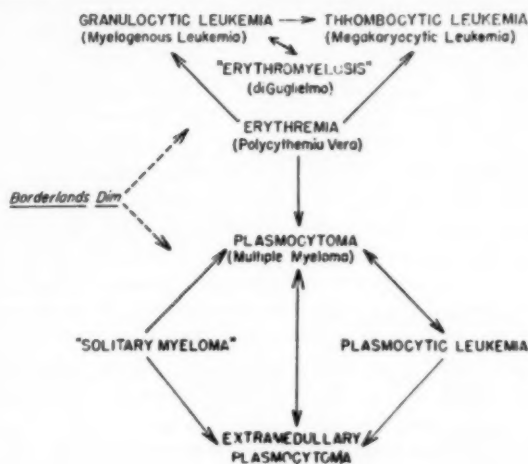 GRANULOCYTIC LEUKEMIA THROMBOCYTIC LEUKEMIA
(Myelogenous Leukemia) (Megakaryocytic Leukemia)
"ERYTHROMYELOSIS"
(diGuglielmo)
ERYTHREMIA
(Polycythemia Vera)
Borderlands Dim
PLASMOCYTOMA
(Multiple Myeloma)
"SOLITARY MYELOMA" PLASMOCYTIC LEUKEMIA
EXTRAMEDULLARY
PLASMOCYTOMA